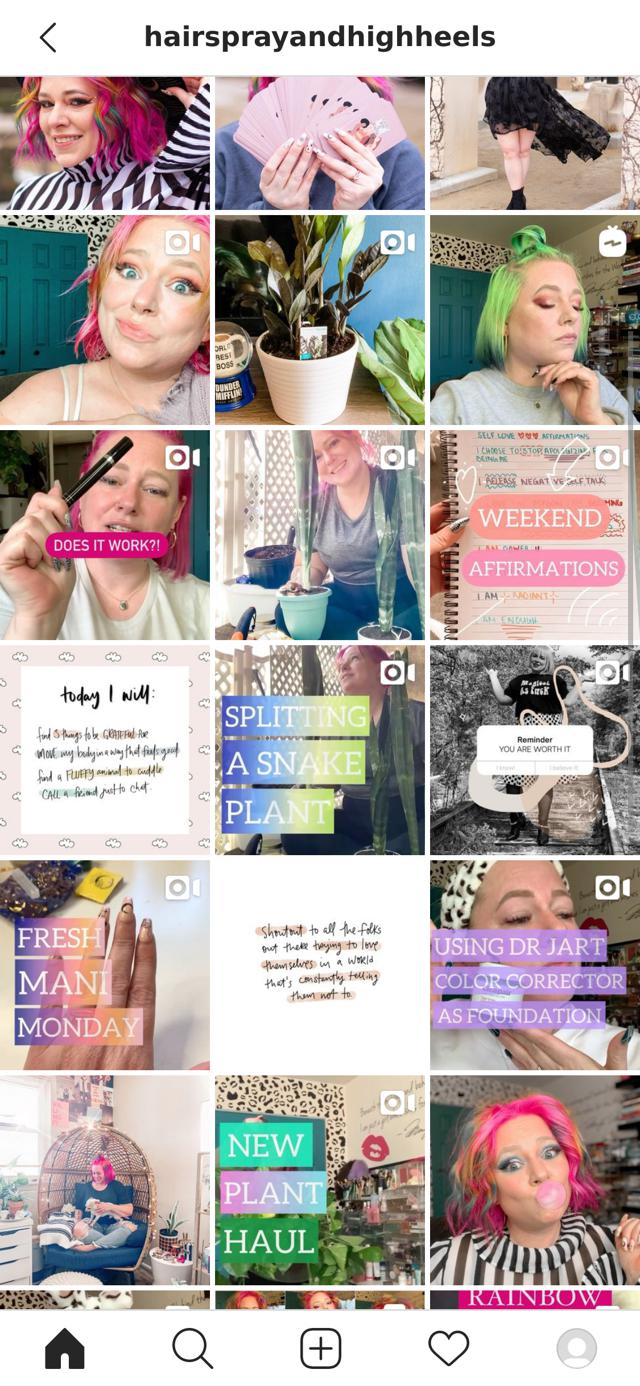 hairsprayandhighheels
WORL
BEST
BOSS
DUNDER
MIFFLIN
DOES IT WORK?!
SELF LOVE AFFIRMATIONS
I CHOOSE TO STOP APOLOGIZING F
BEING ME
I RELEASE NEGATIVE SELF TALK
WEEKEND
AFFIRMATIONS
I AM RADIANT
I AM ENOUGH
today I will:
find 3 things to be GRATEFUL for
MOVE my body in a way that feels good
find a FLUFFY animal to cuddle
CALL a friend just to chat.
SPLITTING
A SNAKE
PLANT
Magical
as
Reminder
YOU ARE WORTH IT
I know!
I believe it
FRESH
MANI
MONDAY
Shoutout to all the folks
out there trying to love
themselves in a world
that's constantly telling
them not to.
USING DR JART
COLOR CORRECTOR
AS FOUNDATION
NEW
PLANT
HAUL
RAINBOW